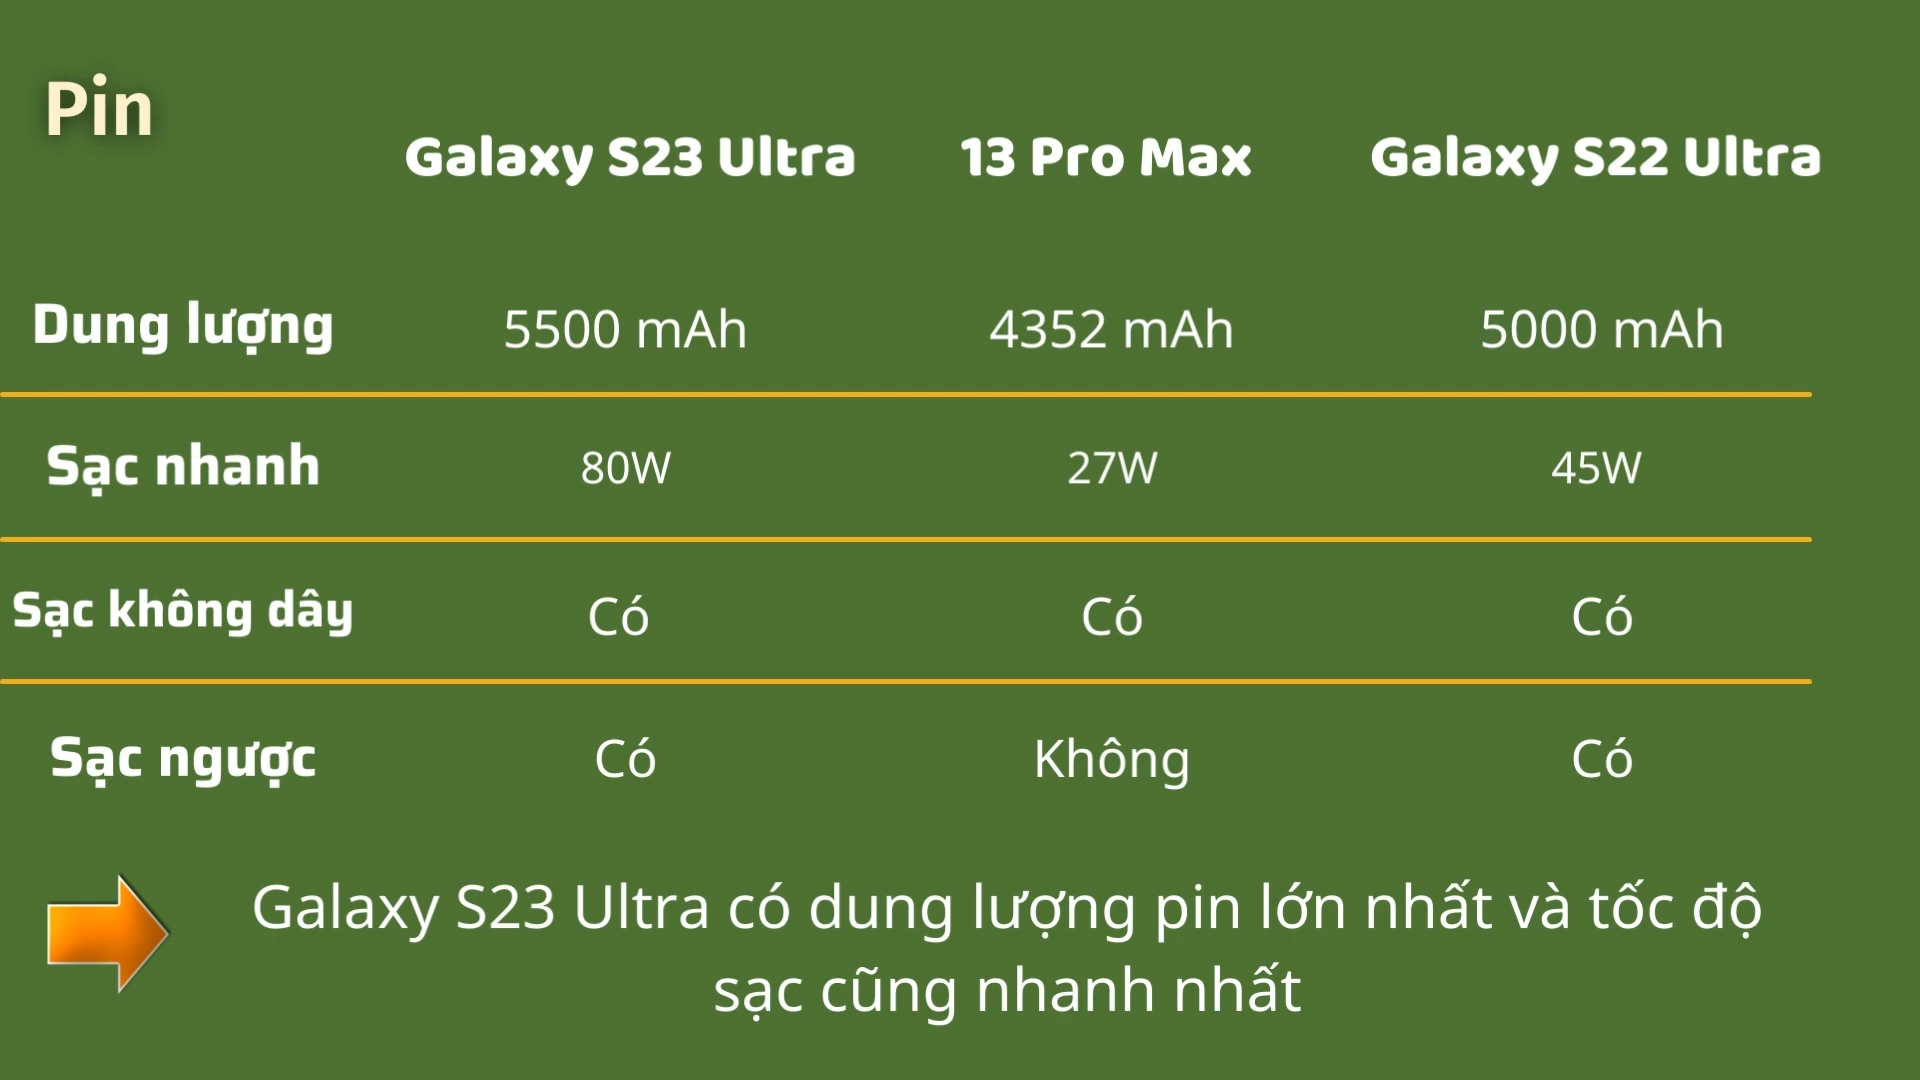 Pin
Galaxy S23 Ultra 13 Pro Max Galaxy S22 Ultra
Dung lượng 5500 mAh 4352 mAh 5000 mAh
Sạc nhanh 80W 27W 45W
Sạc không dây Có Có Có
Sạc ngược Có Không Có
Galaxy S23 Ultra có dung lượng pin lớn nhất và tốc độ
sạc cũng nhanh nhất